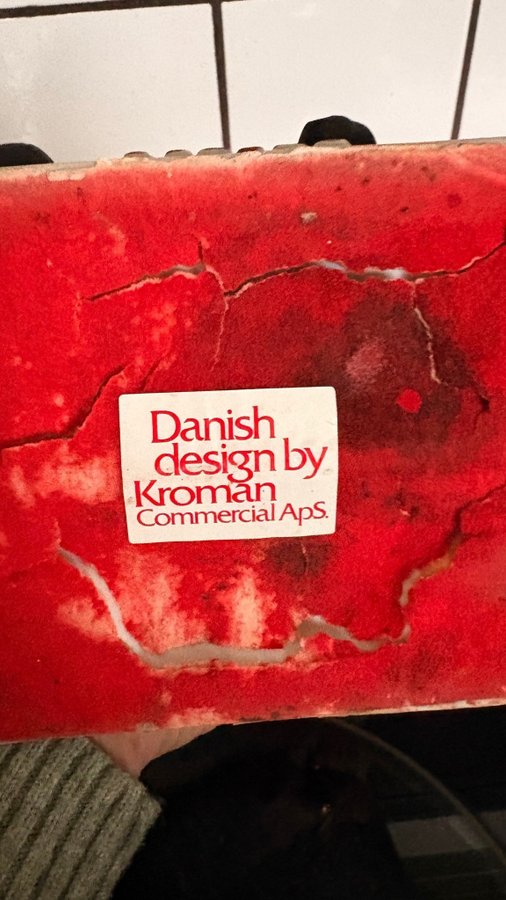 Danish
design by
Kroman
Commercial ApS.